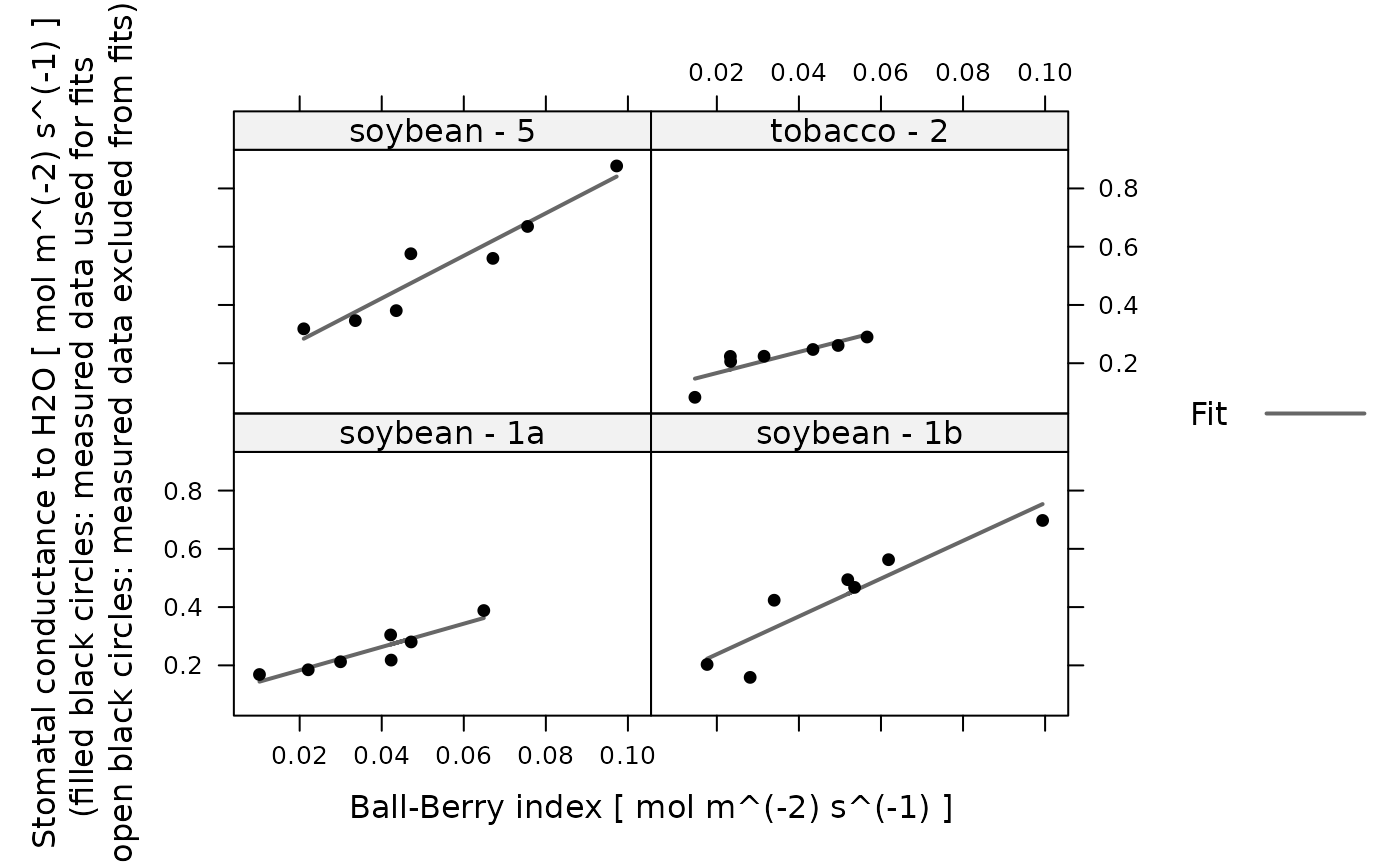 Stomatal conductance to H2O [ mol m^(-2) s^(-1) ]
(filled black circles: measured data used for fits
open black circles: measured data excluded from fits)
0.02 0.04 0.06 0.08 0.10
soybean - 5
tobacco - 2
0.8
0.6
0.4
0.2
soybean - 1a
soybean - 1b
0.8
0.6
0.4
0.2
0.02 0.04 0.06 0.08 0.10
Ball-Berry index [ mol m^(-2) s^(-1) ]
Fit